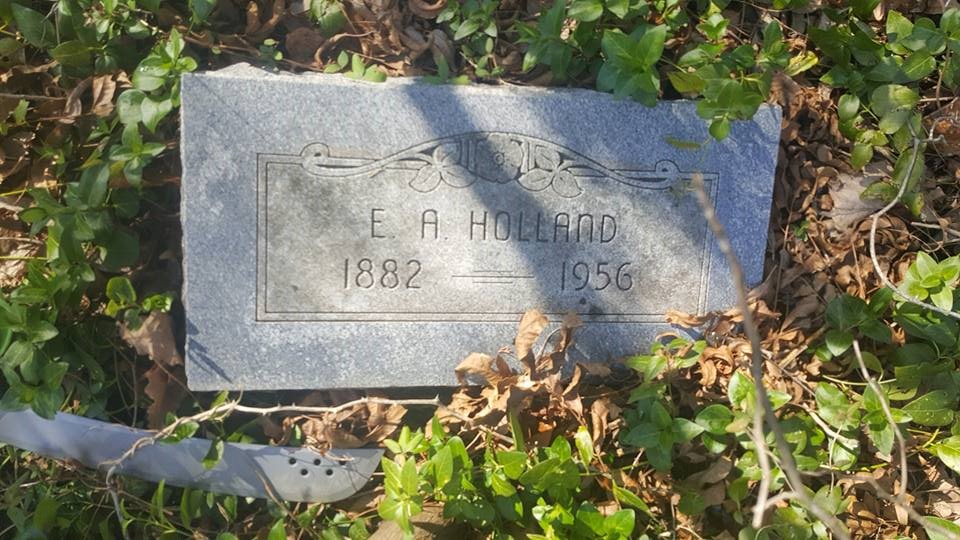 E. A. HOLLAND
1882 — 1956